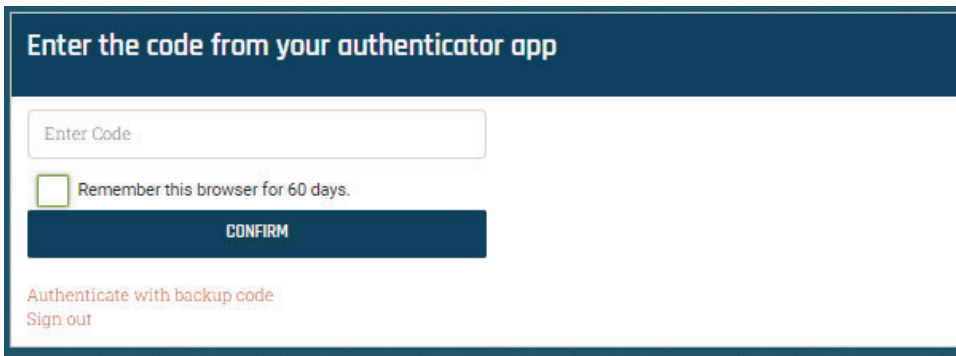 Enter the code from your authenticator app
Enter Code
Remember this browser for 60 days.
CONFIRM
Authenticate with backup code
Sign out